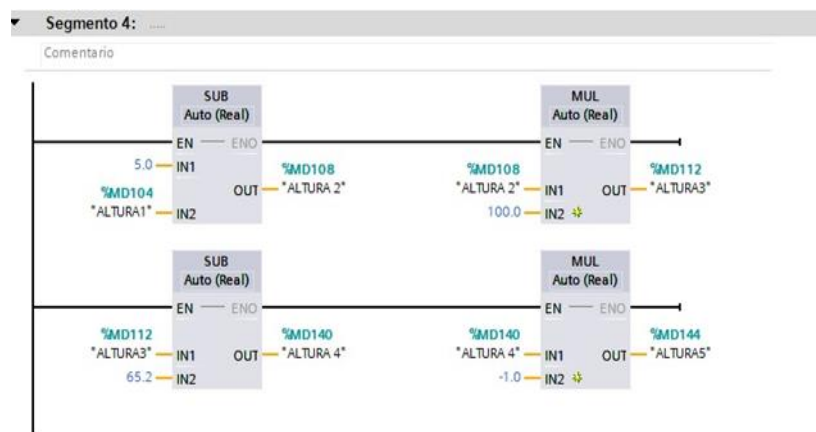 Segmento 4: .....
Comentario
SUB
Auto (Real)
EN — ENO
5.0 — IN1
%MD104
"ALTURA1" — IN2
%MD108
OUT — "ALTURA 2"
MUL
Auto (Real)
EN — ENO
%MD108
"ALTURA 2" — IN1
100.0 — IN2
%MD112
OUT — "ALTURA3"
SUB
Auto (Real)
EN — ENO
%MD112
"ALTURA3" — IN1
65.2 — IN2
%MD140
OUT — "ALTURA 4"
MUL
Auto (Real)
EN — ENO
%MD140
"ALTURA 4" — IN1
-1.0 — IN2
%MD144
OUT — "ALTURA5"